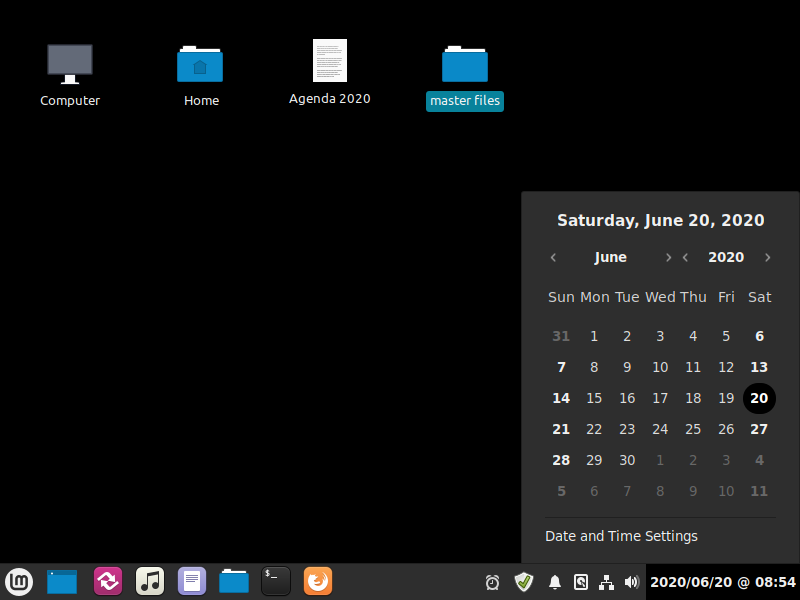 Computer
Home
Agenda 2020
master files
Saturday, June 20, 2020
‹ June › ‹ 2020 ›
Sun Mon Tue Wed Thu Fri Sat
31 1 2 3 4 5 6
7 8 9 10 11 12 13
14 15 16 17 18 19 20
21 22 23 24 25 26 27
28 29 30 1 2 3 4
5 6 7 8 9 10 11
Date and Time Settings
lm
$_
2020/06/20 @ 08:54